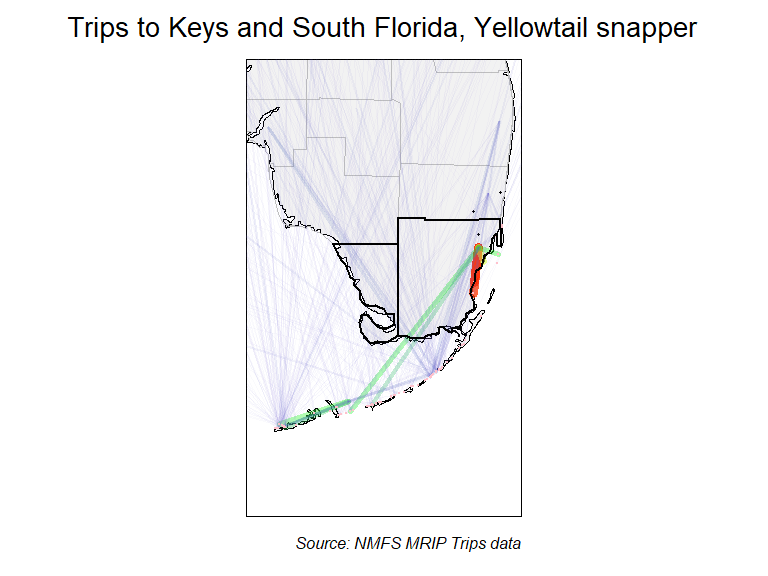 Trips to Keys and South Florida, Yellowtail snapper
Source: NMFS MRIP Trips data